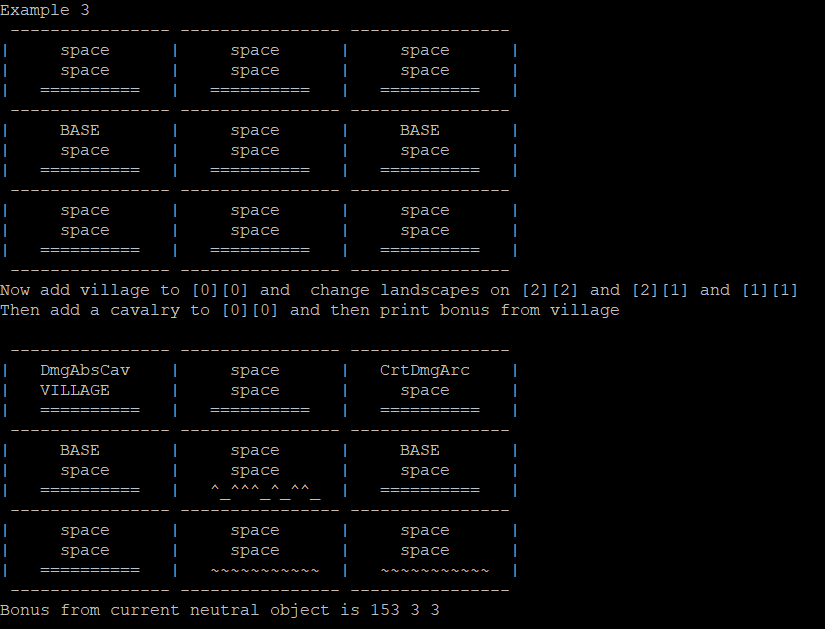 Example 3
 ---------------- ---------------- ----------------
|     space      |     space      |     space      |
|     space      |     space      |     space      |
|   ==========   |   ==========   |   ==========   |
 ---------------- ---------------- ----------------
|     BASE       |     space      |     BASE       |
|     space      |     space      |     space      |
|   ==========   |   ==========   |   ==========   |
 ---------------- ---------------- ----------------
|     space      |     space      |     space      |
|     space      |     space      |     space      |
|   ==========   |   ==========   |   ==========   |
 ---------------- ---------------- ----------------
Now add village to [0][0] and  change landscapes on [2][2] and [2][1] and [1][1]
Then add a cavalry to [0][0] and then print bonus from village

 ---------------- ---------------- ----------------
|   DmgAbsCav    |     space      |   CrtDmgArc    |
|   VILLAGE      |     space      |     space      |
|   ==========   |   ==========   |   ==========   |
 ---------------- ---------------- ----------------
|     BASE       |     space      |     BASE       |
|     space      |     space      |     space      |
|   ==========   |   ^_^^^_^_^^_  |   ==========   |
 ---------------- ---------------- ----------------
|     space      |     space      |     space      |
|     space      |     space      |     space      |
|   ==========   |   ~~~~~~~~~~~  |   ~~~~~~~~~~~  |
 ---------------- ---------------- ----------------
Bonus from current neutral object is 153 3 3